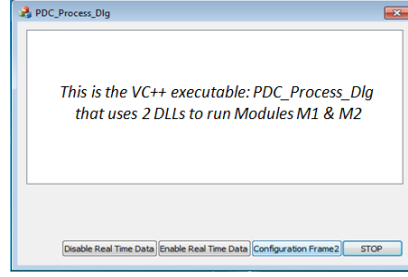 PDC_Process_Dlg
This is the VC++ executable: PDC_Process_Dlg
that uses 2 DLLs to run Modules M1 & M2
Disable Real Time Data Enable Real Time Data Configuration Frame2 STOP